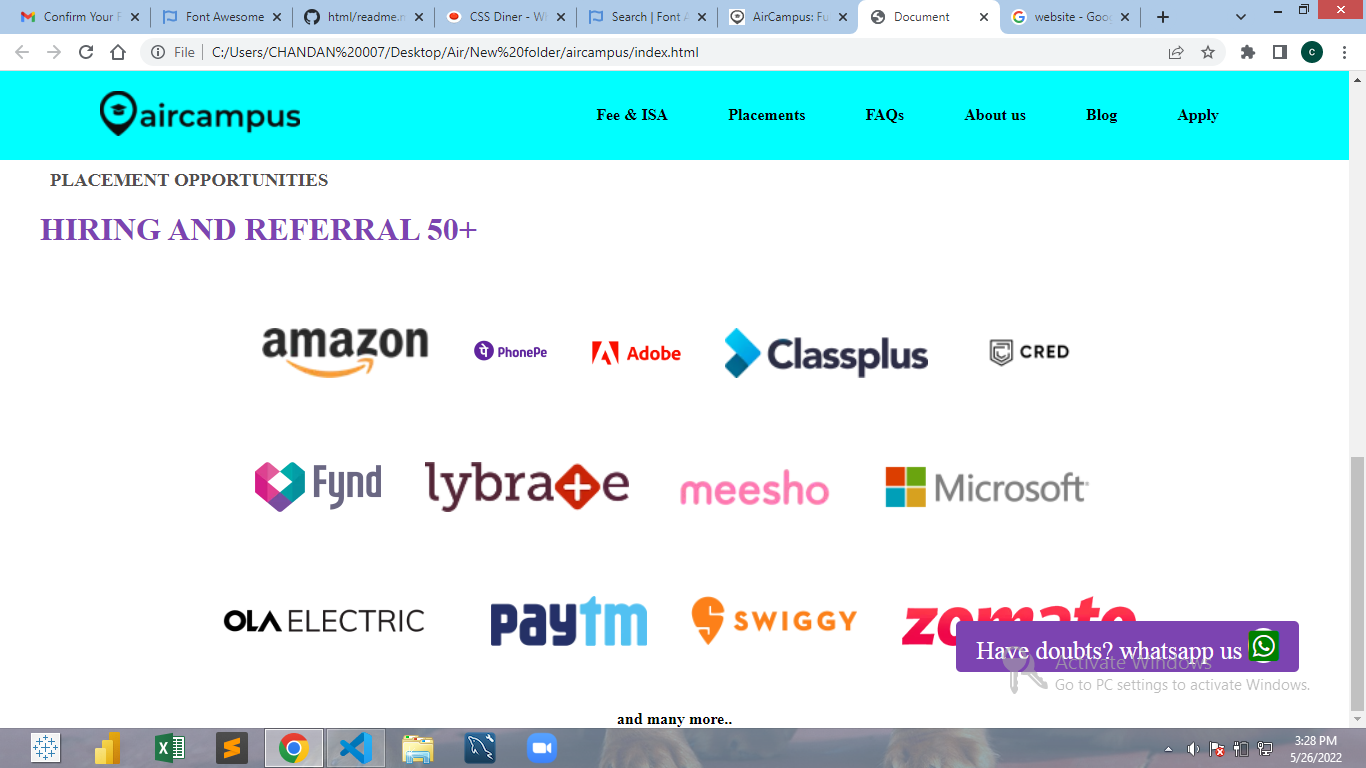 Confirm Your F
Font Awesome
html/readme.m
CSS Diner - Wh
Search | Font A
AirCampus: Fu
Document
website - Goog
File
C:/Users/CHANDAN%20007/Desktop/Air/New%20folder/aircampus/index.html
c
aircampus
Fee & ISA
Placements
FAQs
About us
Blog
Apply
PLACEMENT OPPORTUNITIES
HIRING AND REFERRAL 50+
amazon
PhonePe
Adobe
Classplus
CRED
Fynd
lybrate
meesho
Microsoft
OLA ELECTRIC
paytm
SWIGGY
zomato
Have doubts? whatsapp us
Activate Windows
Go to PC settings to activate Windows.
and many more..
3:28 PM
5/26/2022